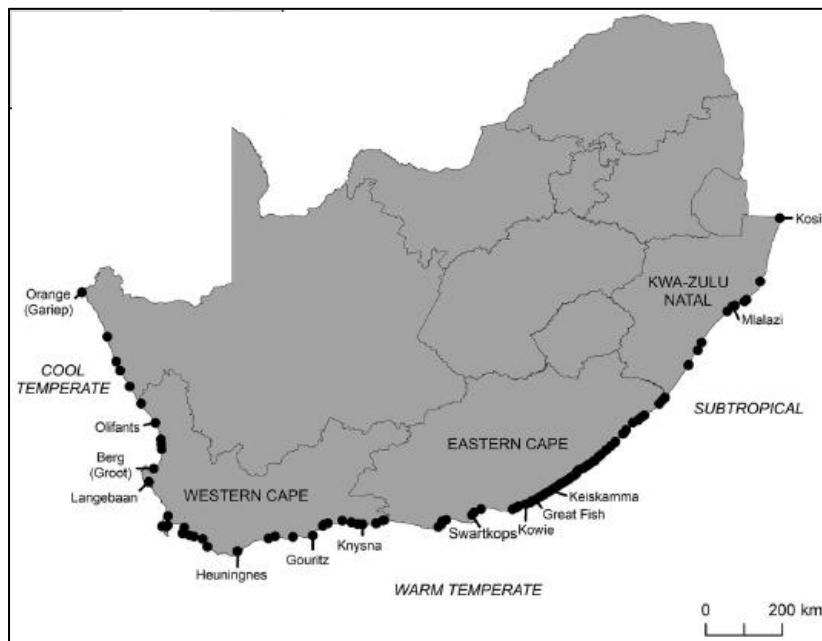 Kosi
KWA-ZULU
NATAL
Mlalazi
Orange
(Gariep)
COOL
TEMPERATE
SUBTROPICAL
Olifants
EASTERN CAPE
Berg
(Groot)
Langebaan
WESTERN CAPE
Keiskamma
Great Fish
Kowie
Swartkops
Knysna
Gouritz
Heuningnes
WARM TEMPERATE
0 200 km